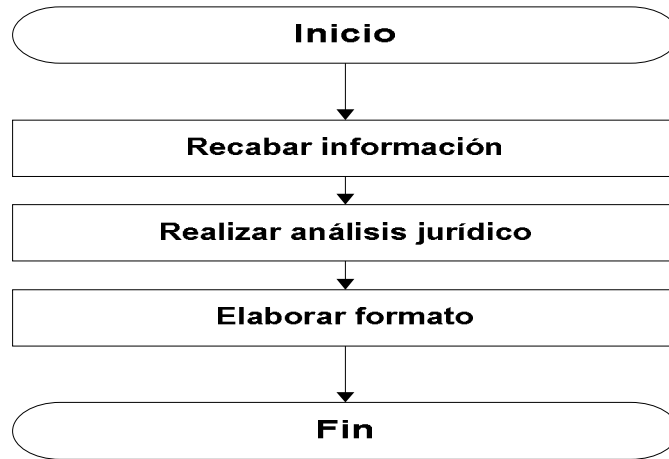 Inicio
Recabar información
Realizar análisis jurídico
Elaborar formato
Fin